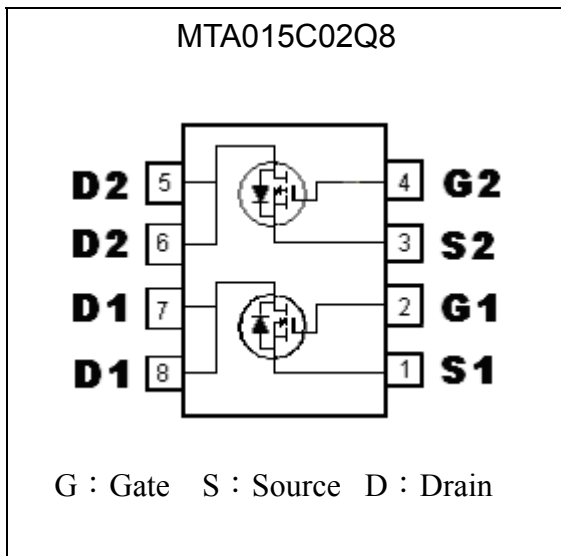 MTA015C02Q8
D2 5 4 G2
D2 6 3 S2
D1 7 2 G1
D1 8 1 S1
G：Gate S：Source D：Drain